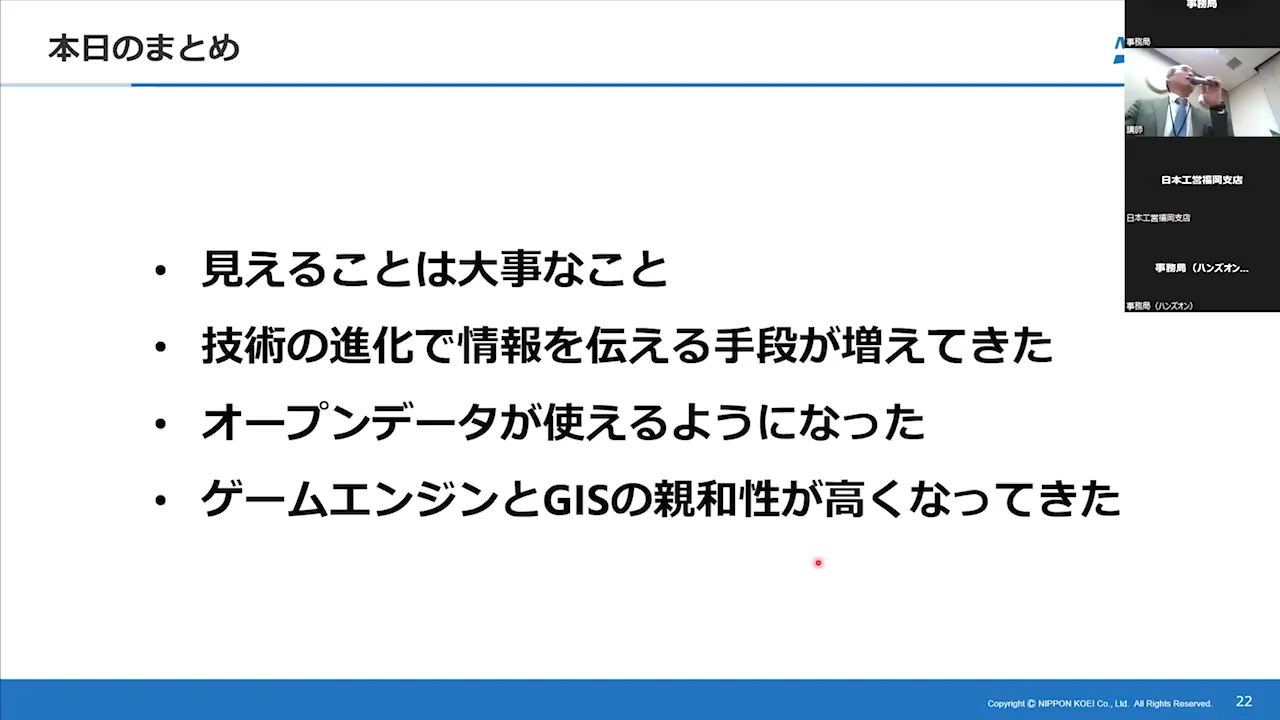 本日のまとめ
事務局
事務局
講師
日本工営福岡支店
日本工営福岡支店
事務局（ハンズオン...
事務局（ハンズオン）
• 見えることは大事なこと
• 技術の進化で情報を伝える手段が増えてきた
• オープンデータが使えるようになった
• ゲームエンジンとGISの親和性が高くなってきた
Copyright © NIPPON KOEI Co., Ltd. All Rights Reserved.
22